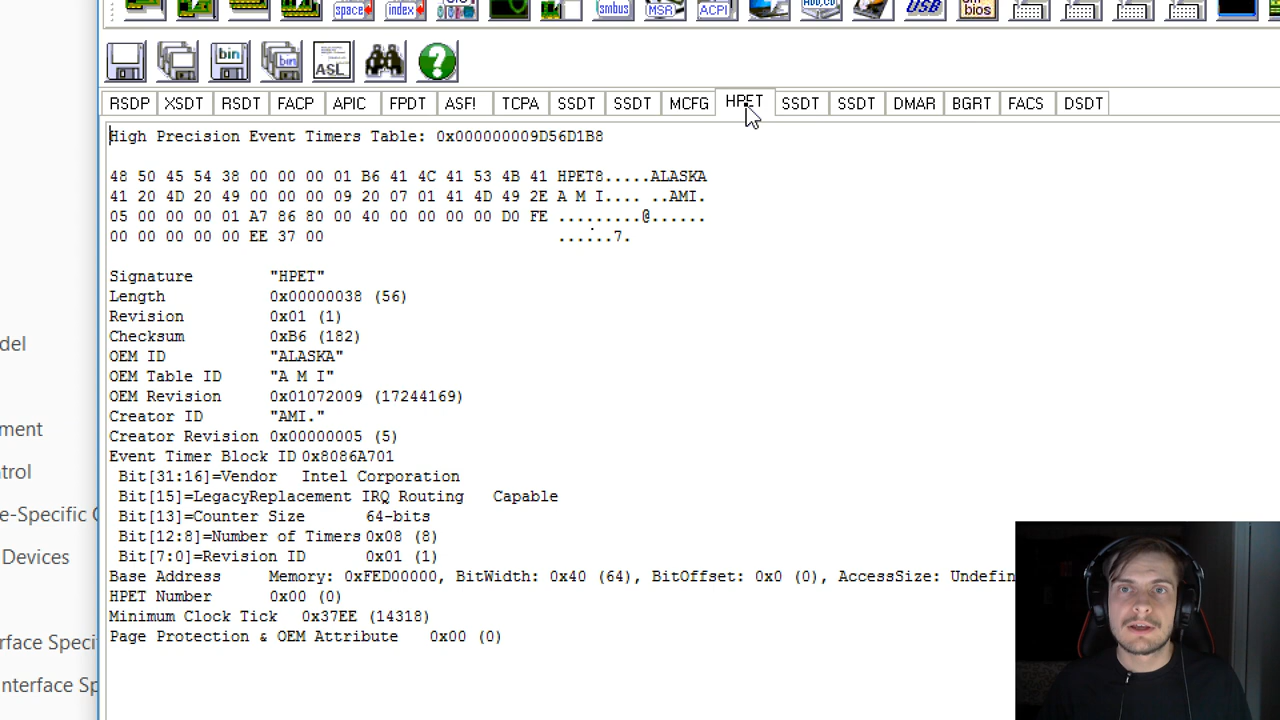 space index smbus MSR ACPI ADD,CD USB bios
bin bin ASL
RSDP XSDT RSDT FACP APIC FPDT ASF! TCPA SSDT SSDT MCFG HPET SSDT SSDT DMAR BGRT FACS DSDT
High Precision Event Timers Table: 0x000000009D56D1B8
48 50 45 54 38 00 00 00 01 B6 41 4C 41 53 4B 41 HPET8.....ALASKA
41 20 4D 20 49 00 00 00 09 20 07 01 41 4D 49 2E A M I.... ..AMI.
05 00 00 00 01 A7 86 80 00 40 00 00 00 00 D0 FE .........@......
00 00 00 00 00 EE 37 00 ......7.
Signature "HPET"
Length 0x00000038 (56)
Revision 0x01 (1)
Checksum 0xB6 (182)
OEM ID "ALASKA"
OEM Table ID "A M I"
OEM Revision 0x01072009 (17244169)
Creator ID "AMI."
Creator Revision 0x00000005 (5)
Event Timer Block ID 0x8086A701
Bit[31:16]=Vendor Intel Corporation
Bit[15]=LegacyReplacement IRQ Routing Capable
Bit[13]=Counter Size 64-bits
Bit[12:8]=Number of Timers 0x08 (8)
Bit[7:0]=Revision ID 0x01 (1)
Base Address Memory: 0xFED00000, BitWidth: 0x40 (64), BitOffset: 0x0 (0), AccessSize: Undefin
HPET Number 0x00 (0)
Minimum Clock Tick 0x37EE (14318)
Page Protection & OEM Attribute 0x00 (0)
del
ment
trol
e-Specific C
Devices
rface Speci
nterface Sp